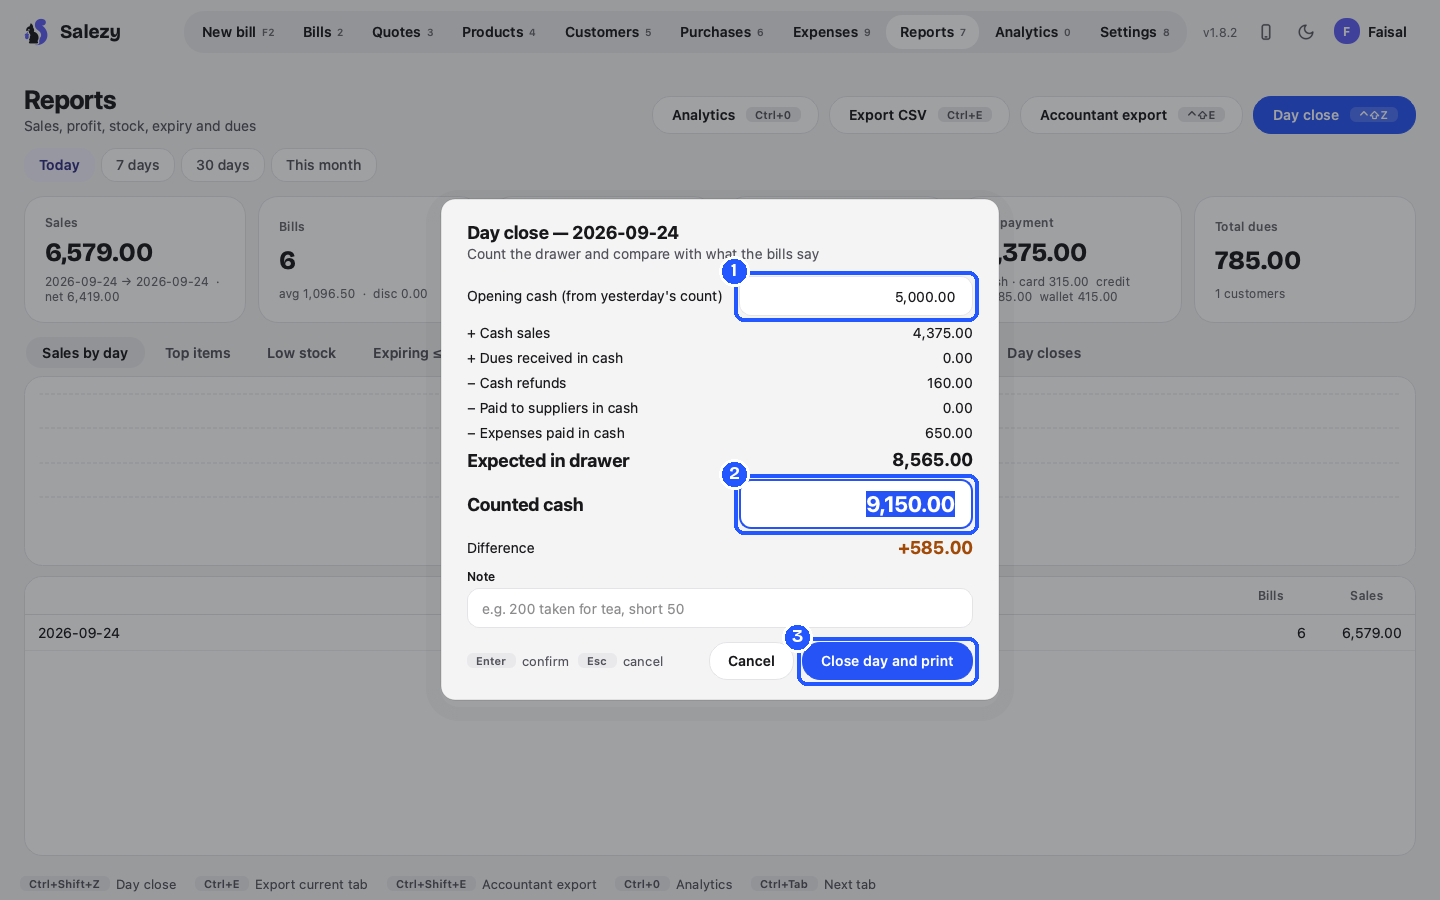 Salezy
New bill F2
Bills 2
Quotes 3
Products 4
Customers 5
Purchases 6
Expenses 9
Reports 7
Analytics 0
Settings 8
v1.8.2
F
Faisal
Reports
Sales, profit, stock, expiry and dues
Analytics Ctrl+0
Export CSV Ctrl+E
Accountant export ^⇧E
Day close ^⇧Z
Today
7 days
30 days
This month
Sales
6,579.00
2026-09-24 → 2026-09-24 ·
net 6,419.00
Bills
6
avg 1,096.50 · disc 0.00
payment
,375.00
sh · card 315.00 credit
85.00 wallet 415.00
Total dues
785.00
1 customers
Sales by day
Top items
Low stock
Expiring ≤
Day closes
Day close — 2026-09-24
Count the drawer and compare with what the bills say
1
Opening cash (from yesterday's count) 5,000.00
+ Cash sales 4,375.00
+ Dues received in cash 0.00
− Cash refunds 160.00
− Paid to suppliers in cash 0.00
− Expenses paid in cash 650.00
Expected in drawer 8,565.00
2
Counted cash 9,150.00
Difference +585.00
Note
e.g. 200 taken for tea, short 50
3
Enter confirm Esc cancel
Cancel
Close day and print
Bills Sales
2026-09-24 6 6,579.00
Ctrl+Shift+Z Day close Ctrl+E Export current tab Ctrl+Shift+E Accountant export Ctrl+0 Analytics Ctrl+Tab Next tab